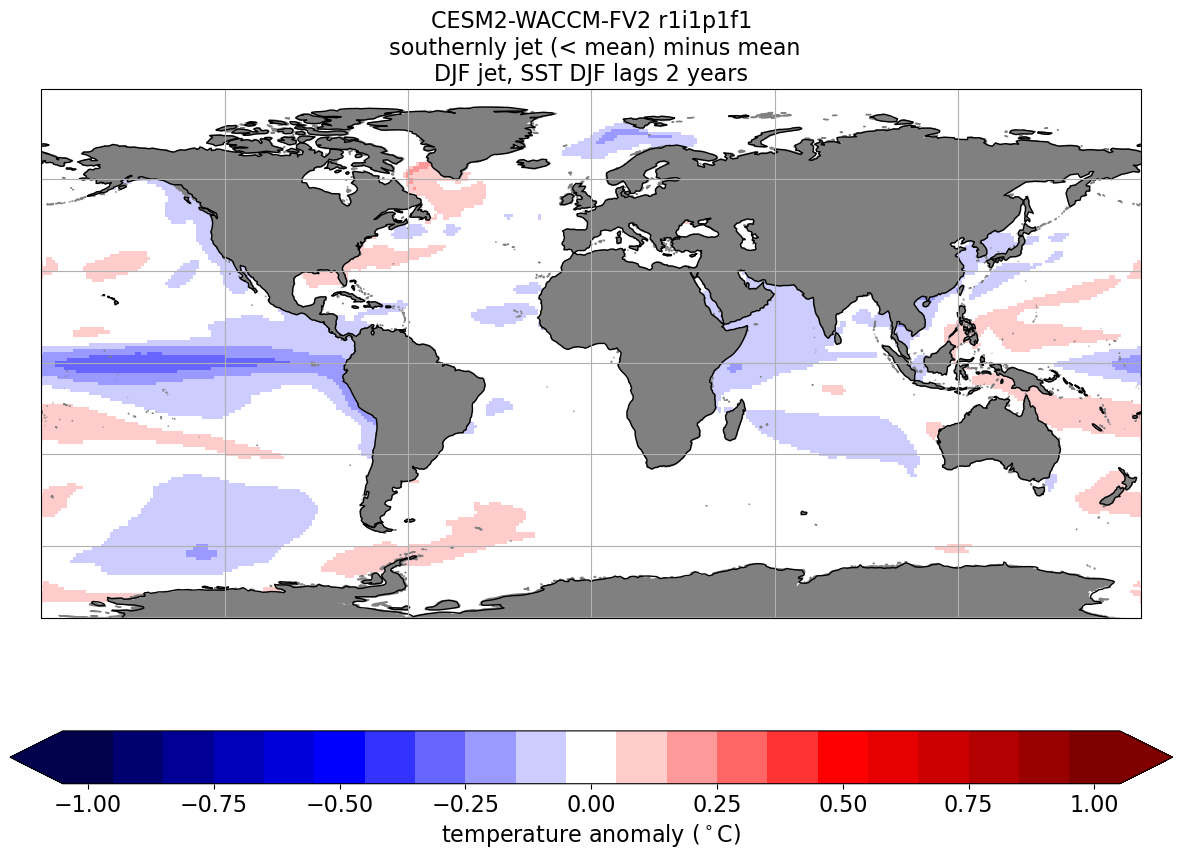 CESM2-WACCM-FV2 r1i1p1f1
southernly jet (< mean) minus mean
DJF jet, SST DJF lags 2 years
−1.00 −0.75 −0.50 −0.25 0.00 0.25 0.50 0.75 1.00
temperature anomaly (°C)